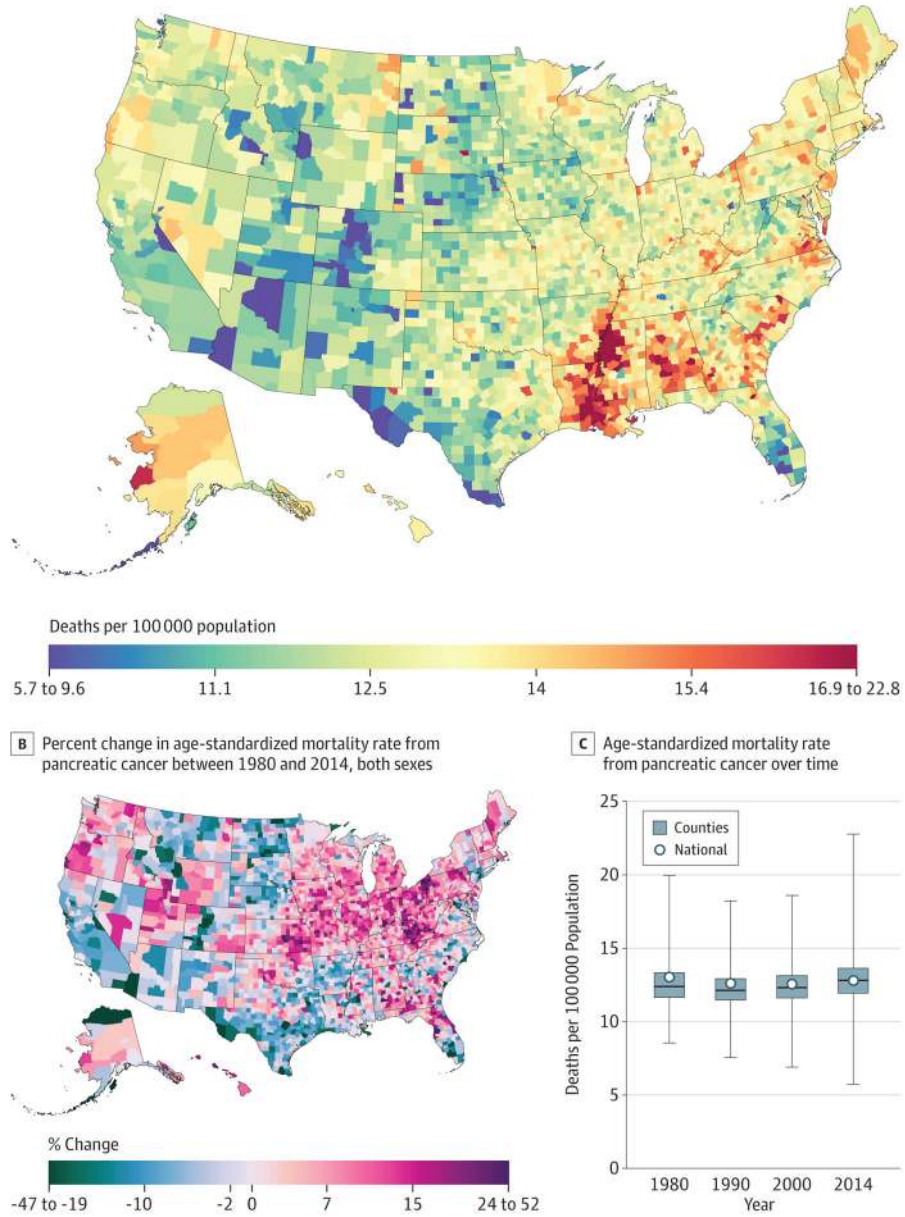 Deaths per 100 000 population
5.7 to 9.6 11.1 12.5 14 15.4 16.9 to 22.8
B Percent change in age-standardized mortality rate from
pancreatic cancer between 1980 and 2014, both sexes
% Change
-47 to -19 -10 -2 0 7 15 24 to 52
C Age-standardized mortality rate
from pancreatic cancer over time
25
Counties
National
20
15
10
5
0
Deaths per 100 000 Population
1980 1990 2000 2014
Year